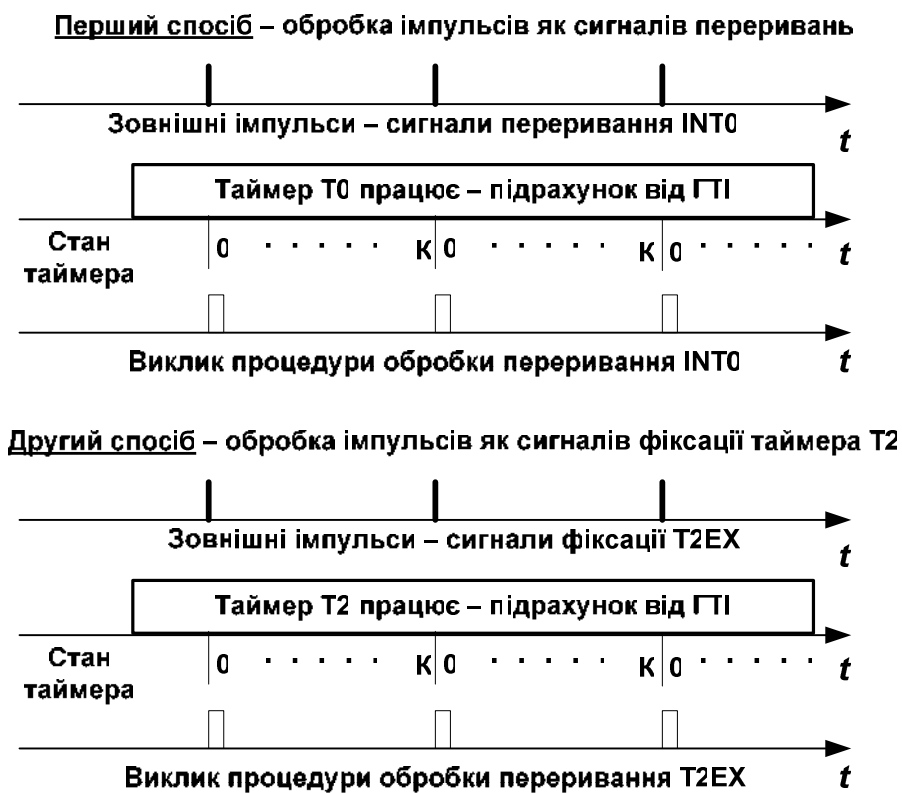 Перший спосіб – обробка імпульсів як сигналів переривань
Зовнішні імпульси – сигнали переривання INT0
t
Таймер Т0 працює – підрахунок від ГТІ
Стан таймера
0 · · · · · К 0 · · · · · К 0 · · · · · t
Виклик процедури обробки переривання INT0 t
Другий спосіб – обробка імпульсів як сигналів фіксації таймера Т2
Зовнішні імпульси – сигнали фіксації T2EX
t
Таймер Т2 працює – підрахунок від ГТІ
Стан таймера
0 · · · · · К 0 · · · · · К 0 · · · · · t
Виклик процедури обробки переривання T2EX t